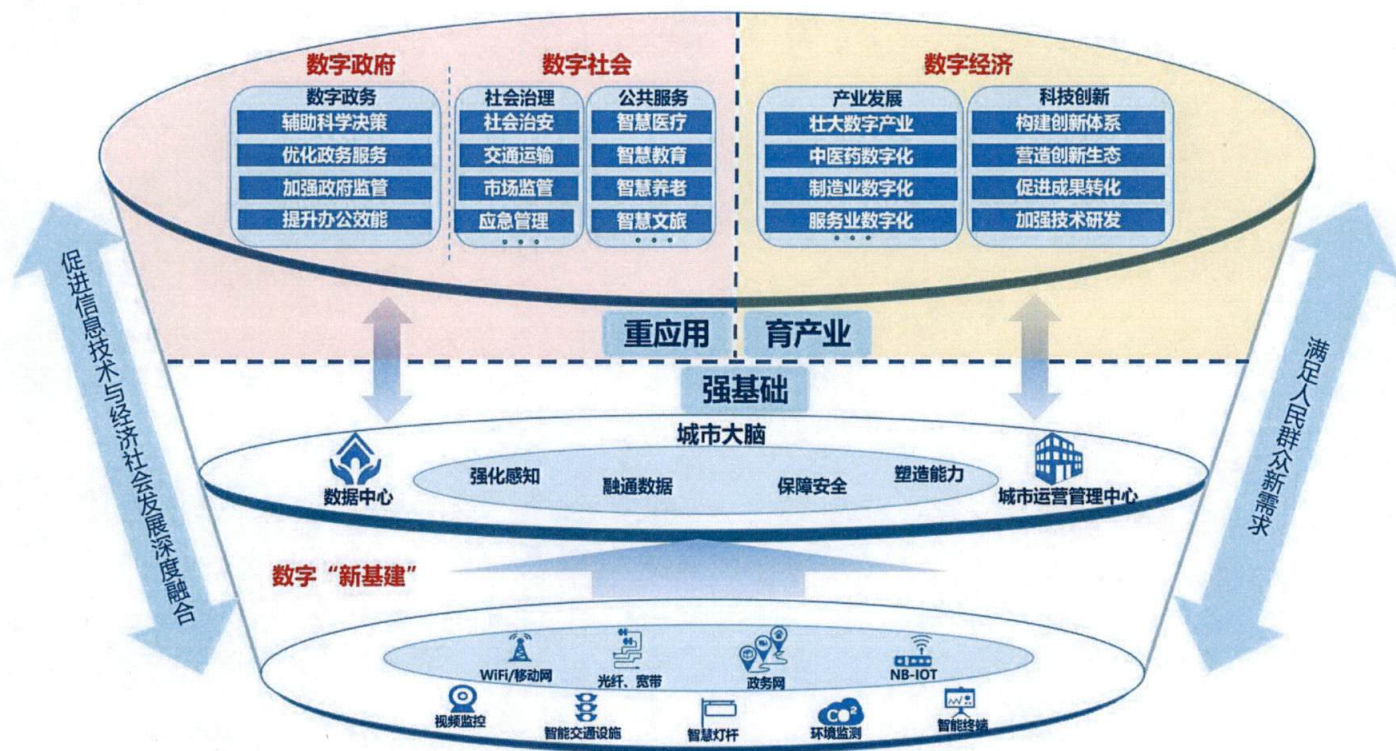 数字政府
数字社会
数字经济
数字政务
辅助科学决策
优化政务服务
加强政府监管
提升办公效能
社会治理
社会治安
交通运输
市场监管
应急管理
• • •
公共服务
智慧医疗
智慧教育
智慧养老
智慧文旅
• • •
产业发展
壮大数字产业
中医药数字化
制造业数字化
服务业数字化
• • •
科技创新
构建创新体系
营造创新生态
促进成果转化
加强技术研发
重应用
育产业
强基础
促进信息技术与经济社会发展深度融合
满足人民群众新需求
城市大脑
数据中心
强化感知
融通数据
保障安全
塑造能力
城市运营管理中心
数字“新基建”
WiFi/移动网
光纤、宽带
政务网
NB-IOT
视频监控
智能交通设施
智慧灯杆
CO2
环境监测
智能终端